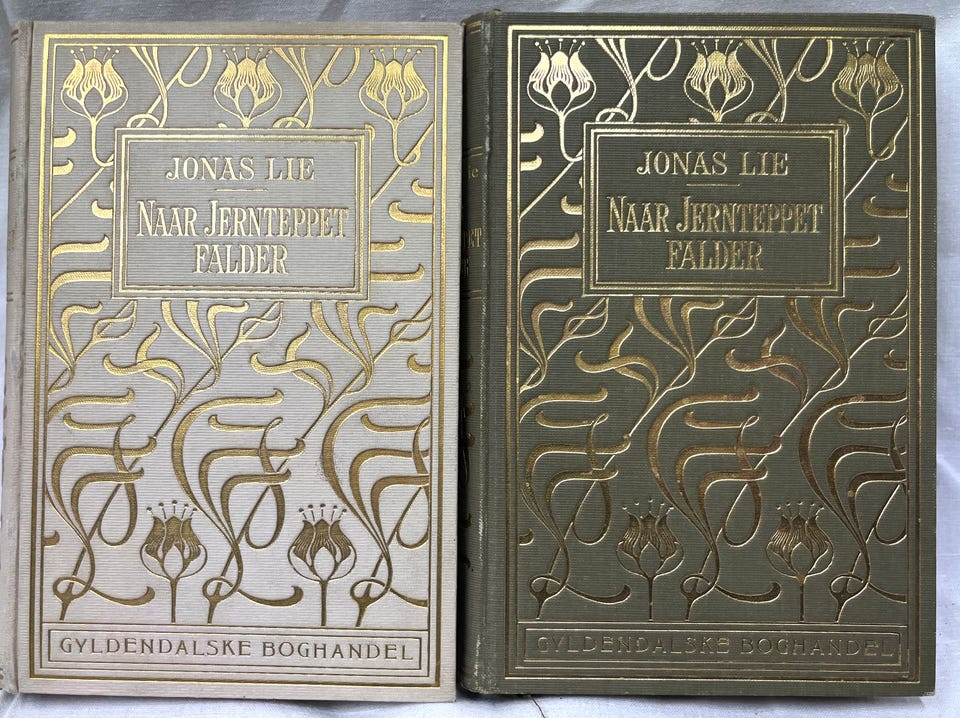 JONAS LIE
NAAR JERNTEPPET
FALDER
GYLDENDALSKE BOGHANDEL
JONAS LIE
NAAR JERNTEPPET
FALDER
GYLDENDALSKE BOGHANDEL